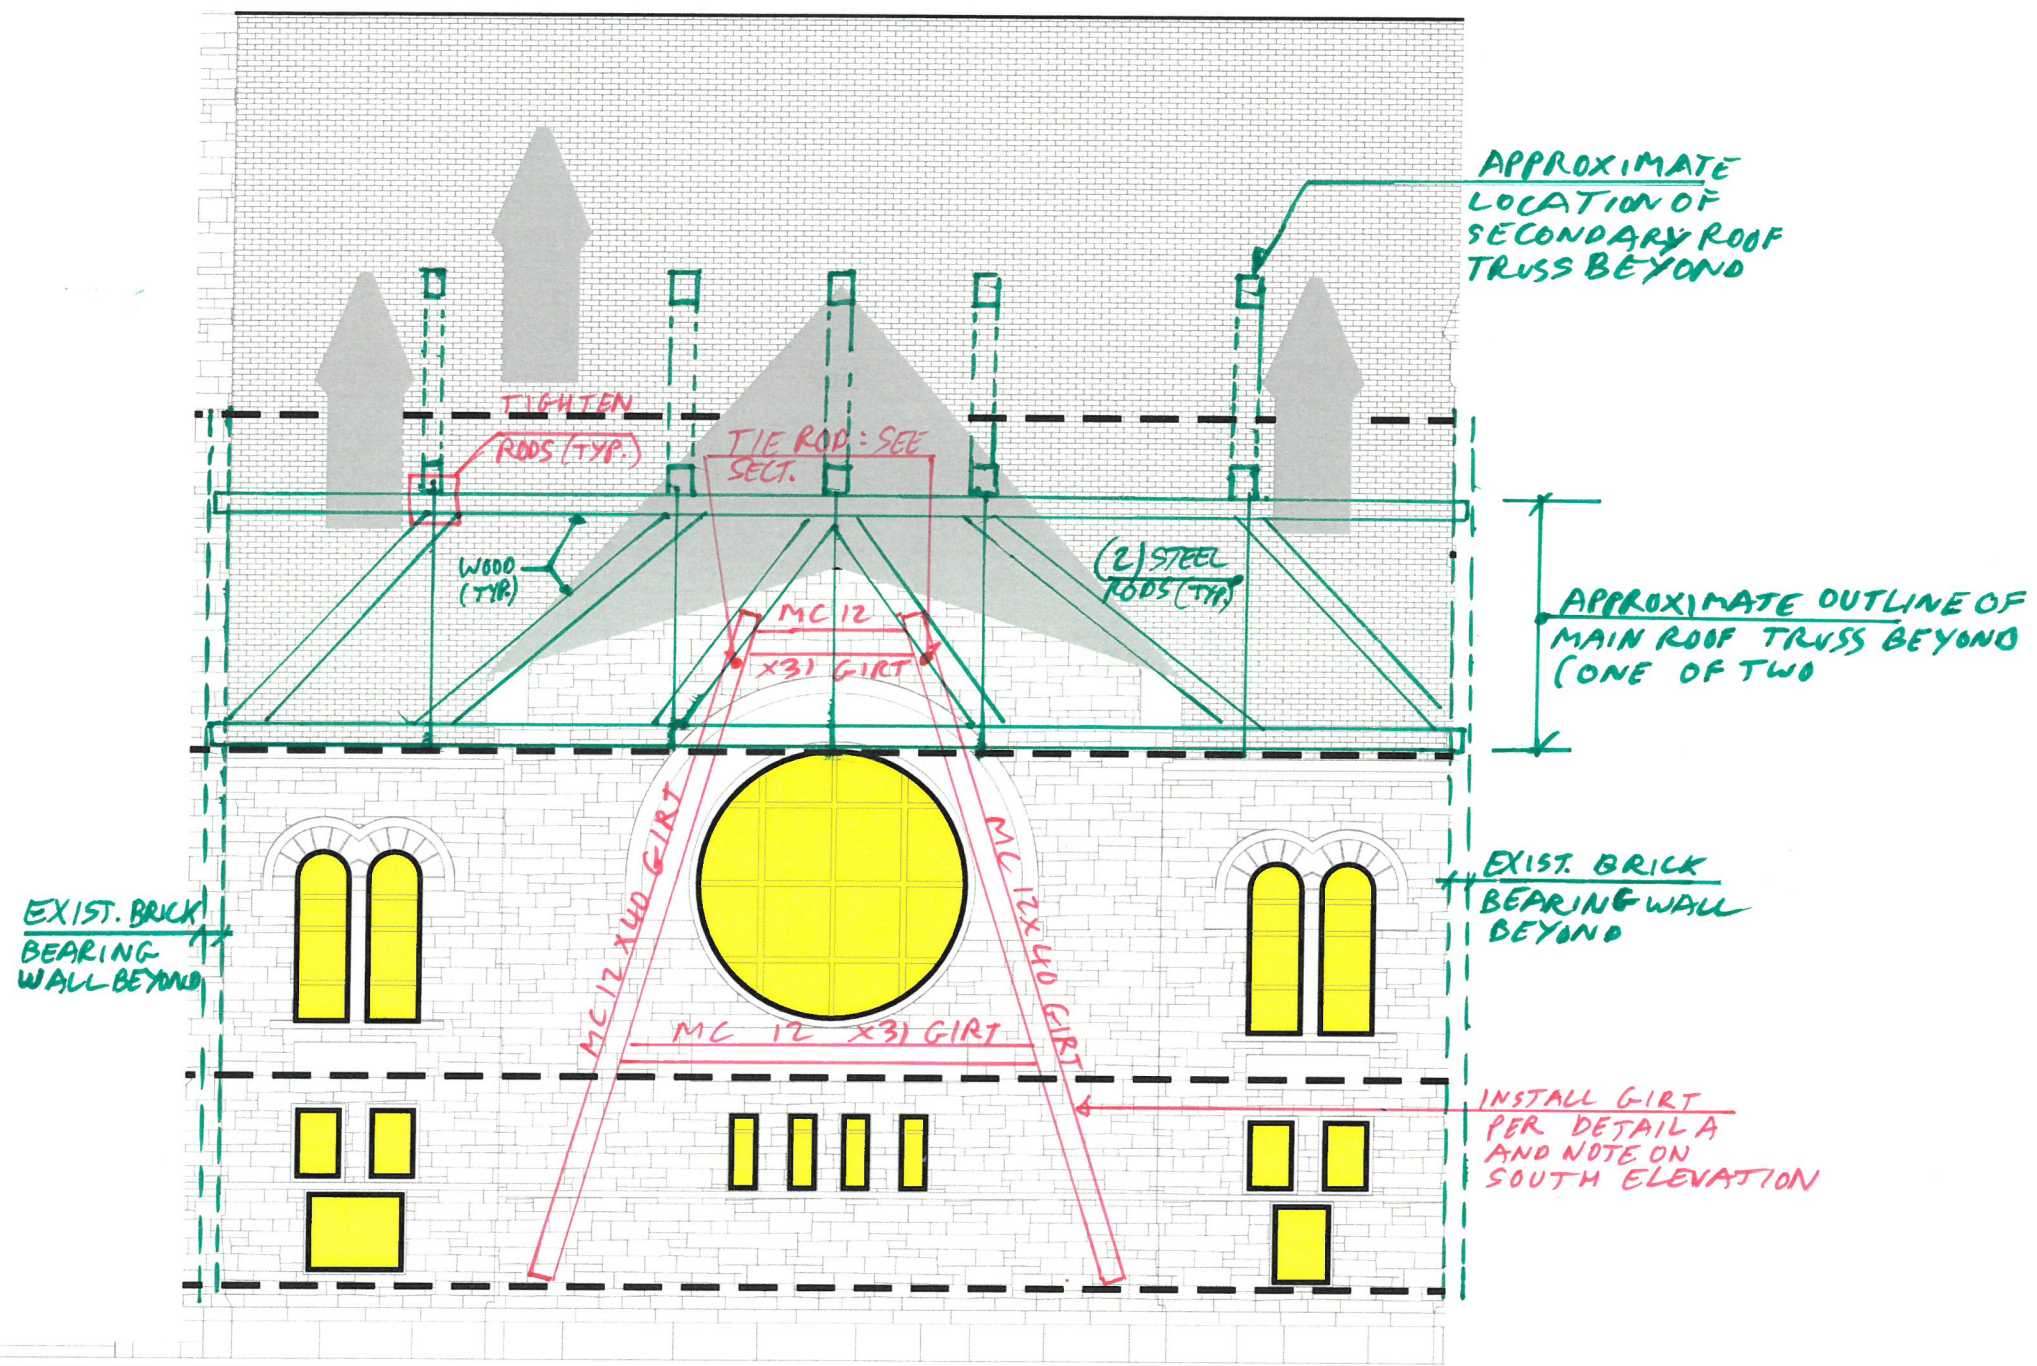 APPROXIMATE
LOCATION OF
SECONDARY ROOF
TRUSS BEYOND
TIGHTEN
RODS (TYP.)
TIE ROD: SEE
SECT.
WOOD
(TYP.)
(2) STEEL
RODS (TYP.)
APPROXIMATE OUTLINE OF
MAIN ROOF TRUSS BEYOND
(ONE OF TWO
MC 12
X31 GIRT
MC 12 X40 GIRT
MC 12X40 GIRT
EXIST. BRICK
BEARING WALL
BEYOND
EXIST. BRICK
BEARING
WALL BEYOND
MC 12 X31 GIRT
INSTALL GIRT
PER DETAIL A
AND NOTE ON
SOUTH ELEVATION